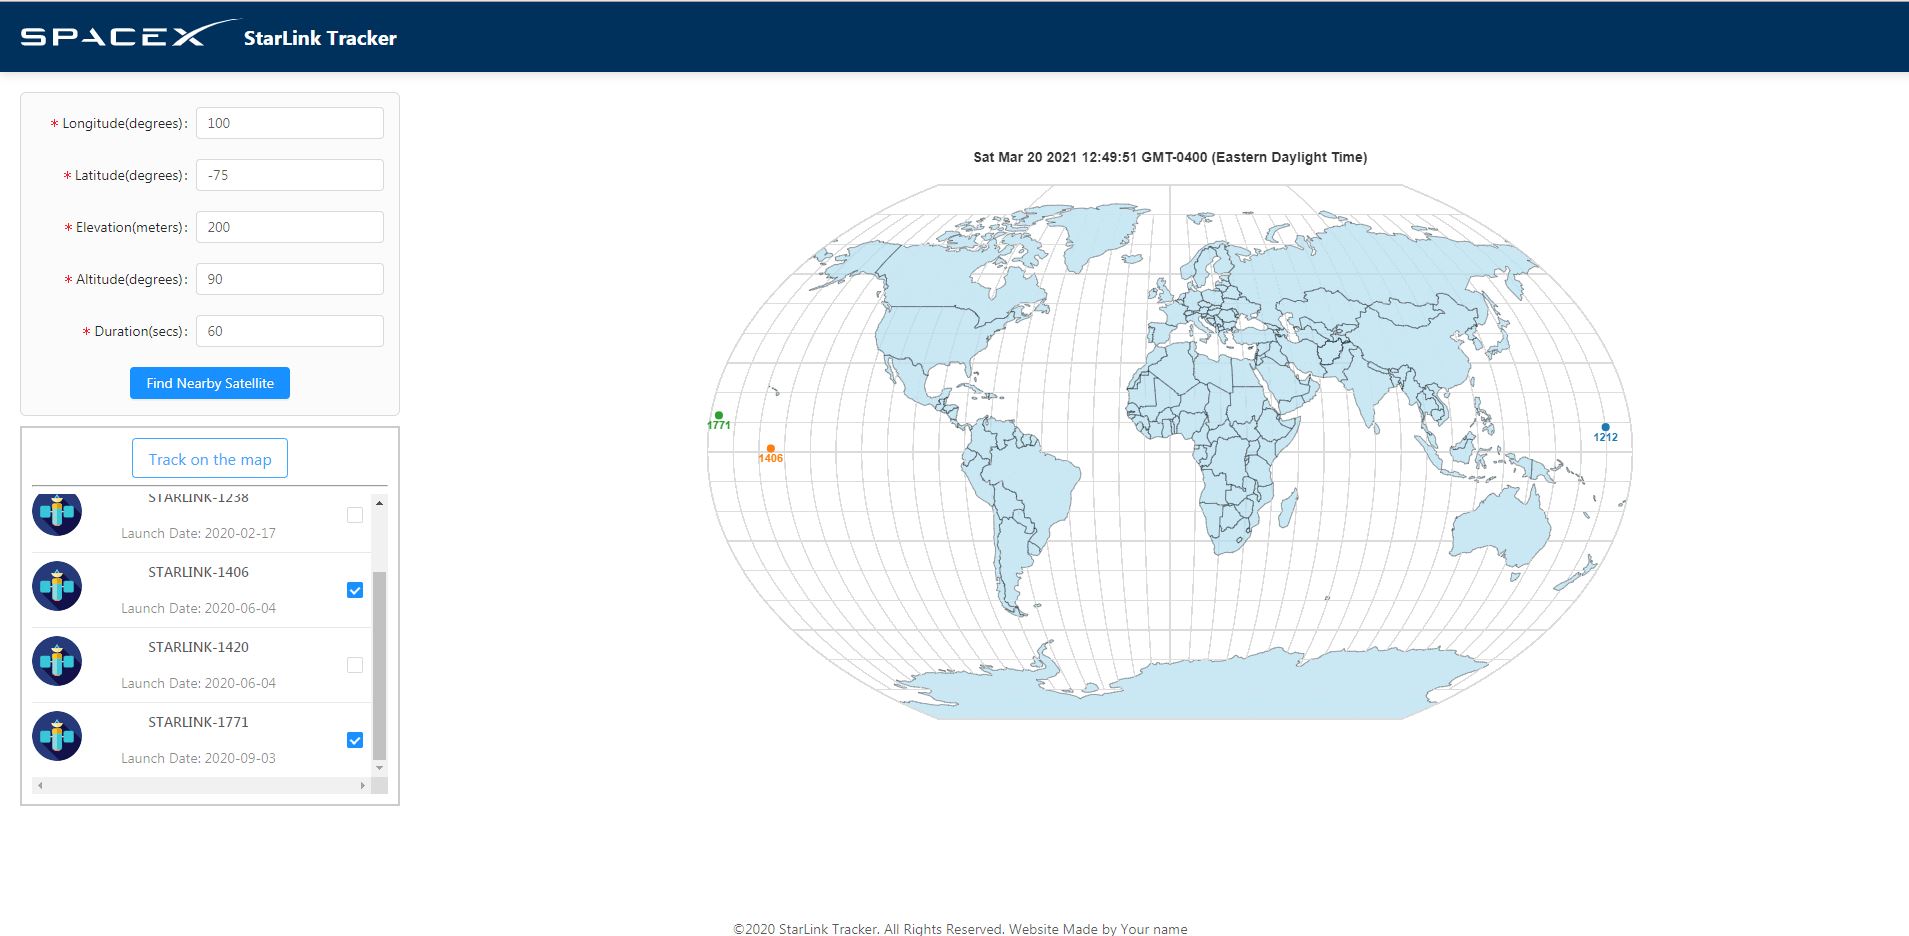 SPACEX StarLink Tracker
* Longitude(degrees): 100
* Latitude(degrees): -75
* Elevation(meters): 200
* Altitude(degrees): 90
* Duration(secs): 60
Find Nearby Satellite
Track on the map
STARLINK-1238
Launch Date: 2020-02-17
STARLINK-1406
Launch Date: 2020-06-04
STARLINK-1420
Launch Date: 2020-06-04
STARLINK-1771
Launch Date: 2020-09-03
Sat Mar 20 2021 12:49:51 GMT-0400 (Eastern Daylight Time)
1771
1406
1212
©2020 StarLink Tracker. All Rights Reserved. Website Made by Your name